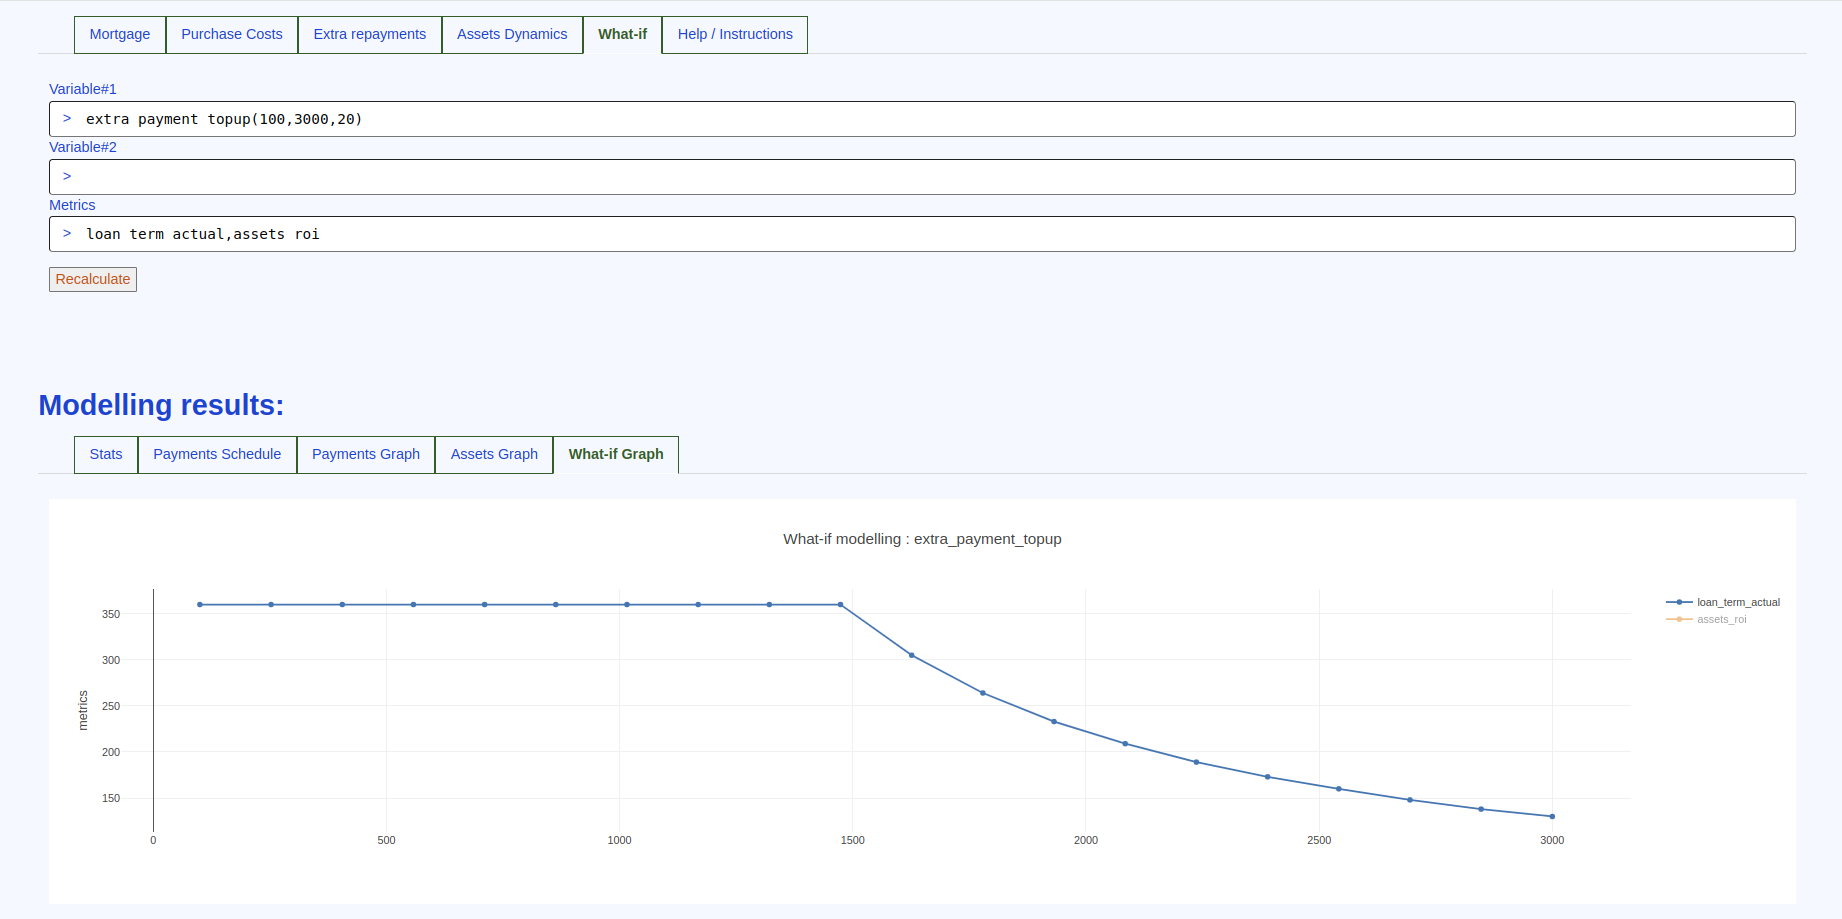 Mortgage Purchase Costs Extra repayments Assets Dynamics What-if Help / Instructions
Variable#1
> extra payment topup(100,3000,20)
Variable#2
>
Metrics
> loan term actual,assets roi
Recalculate
Modelling results:
Stats Payments Schedule Payments Graph Assets Graph What-if Graph
What-if modelling : extra_payment_topup
loan_term_actual
assets_roi
350
300
250
200
150
metrics
0 500 1000 1500 2000 2500 3000